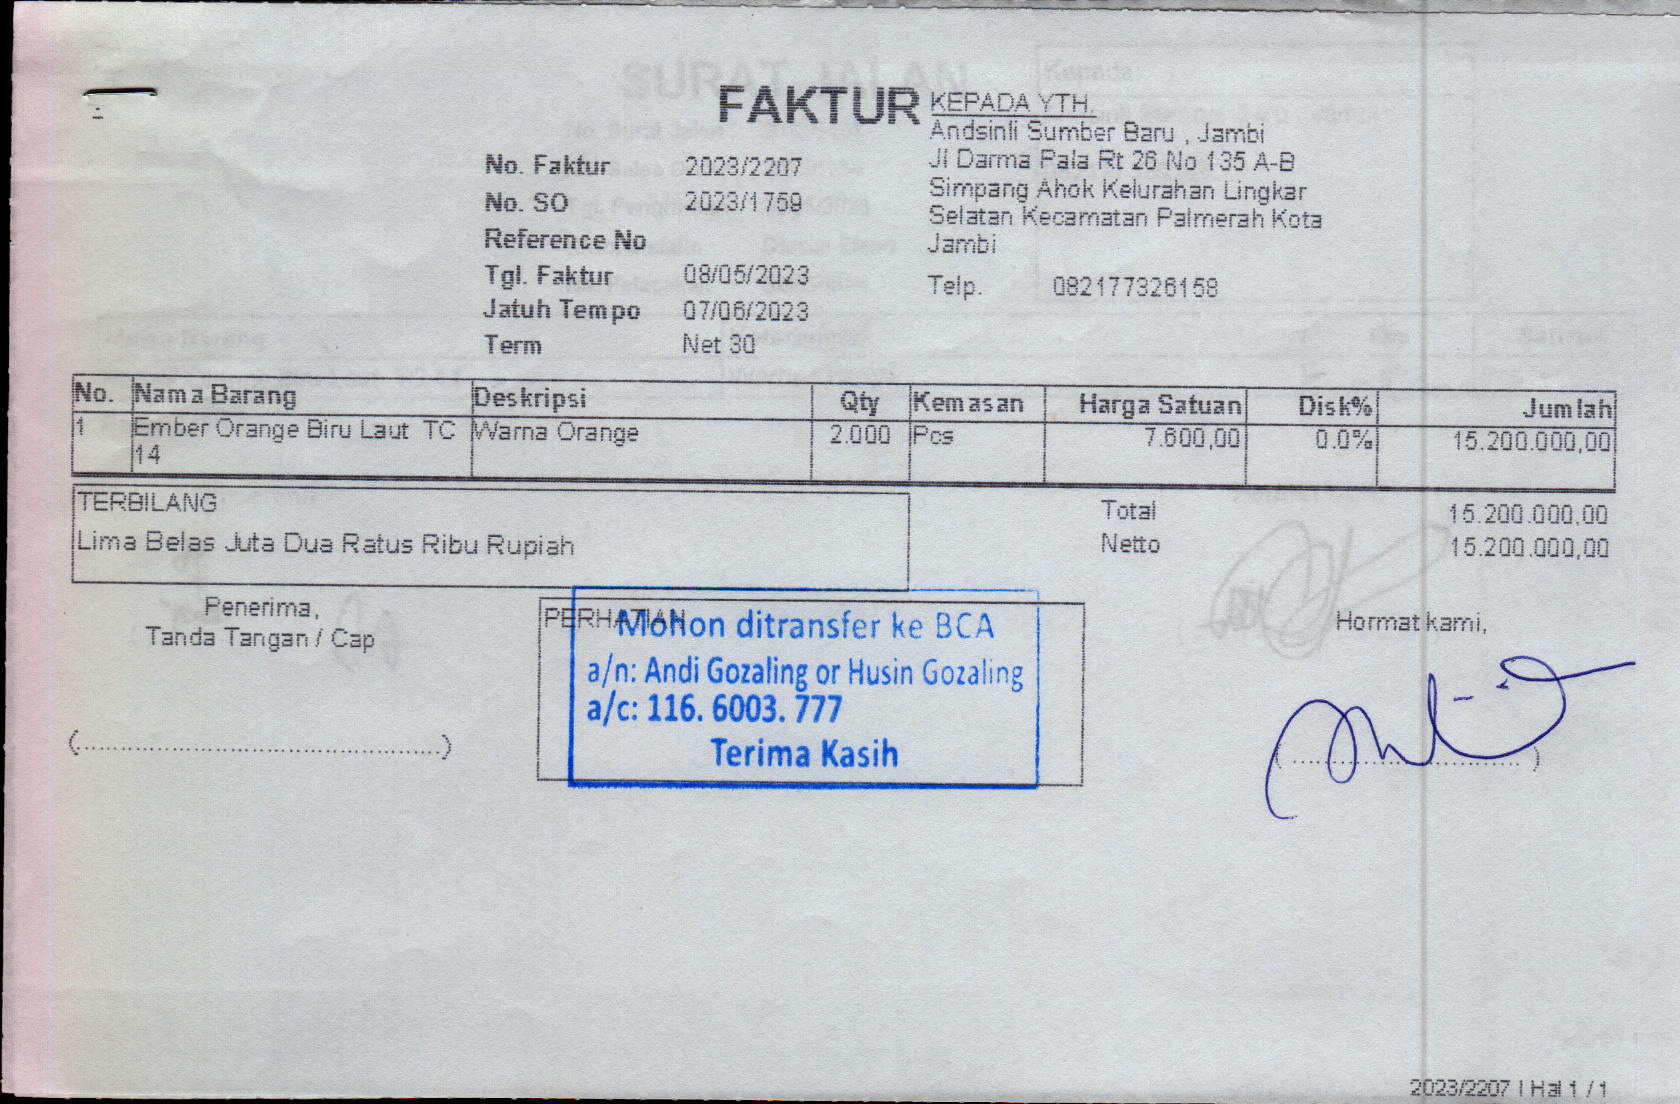 FAKTUR
KEPADA YTH.
Andsinli Sumber Baru , Jambi
Jl Darma Pala Rt 26 No 135 A-B
Simpang Ahok Kelurahan Lingkar
Selatan Kecamatan Palmerah Kota
Jambi
Telp. 082177326158
No. Faktur 2023/2207
No. SO 2023/1759
Reference No
Tgl. Faktur 08/05/2023
Jatuh Tempo 07/06/2023
Term Net 30
No. Nama Barang Deskripsi Qty Kemasan Harga Satuan Disk% Jumlah
1 Ember Orange Biru Laut TC Warna Orange 2.000 Pcs 7.600,00 0.0% 15.200.000,00
14
TERBILANG
Lima Belas Juta Dua Ratus Ribu Rupiah
Total 15.200.000,00
Netto 15.200.000,00
Penerima,
Tanda Tangan / Cap
(..............................................)
PERHATIAN
Mohon ditransfer ke BCA
a/n: Andi Gozaling or Husin Gozaling
a/c: 116. 6003. 777
Terima Kasih
Hormat kami,
(..............................)
2023/2207 | Hal 1 / 1